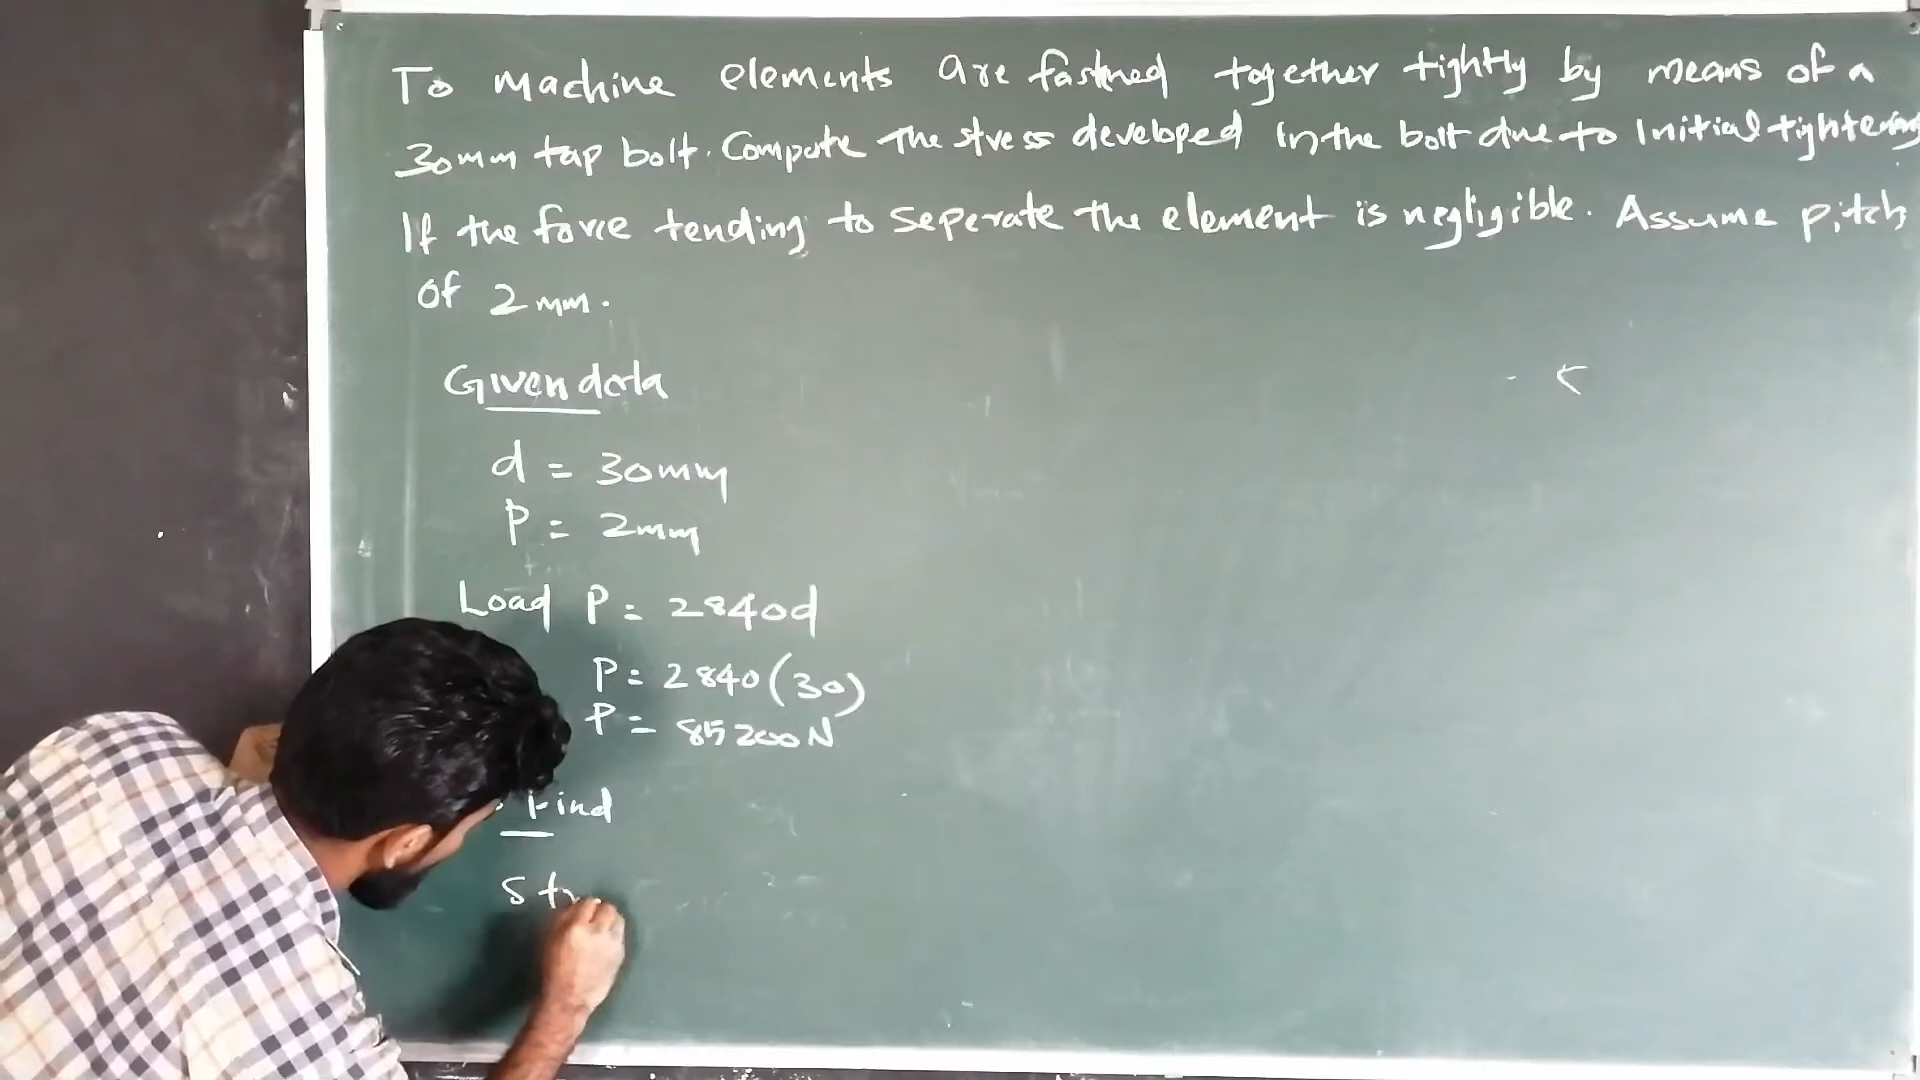 To machine elements are fastned together tightly by means of a
30mm tap bolt. Compute the stress developed in the bolt due to Initial tightening
If the force tending to seperate the element is negligible. Assume pitch
of 2mm.
Given data
d = 30mm
P = 2mm
Load P = 2840d
P = 2840(30)
P = 85200N
Find